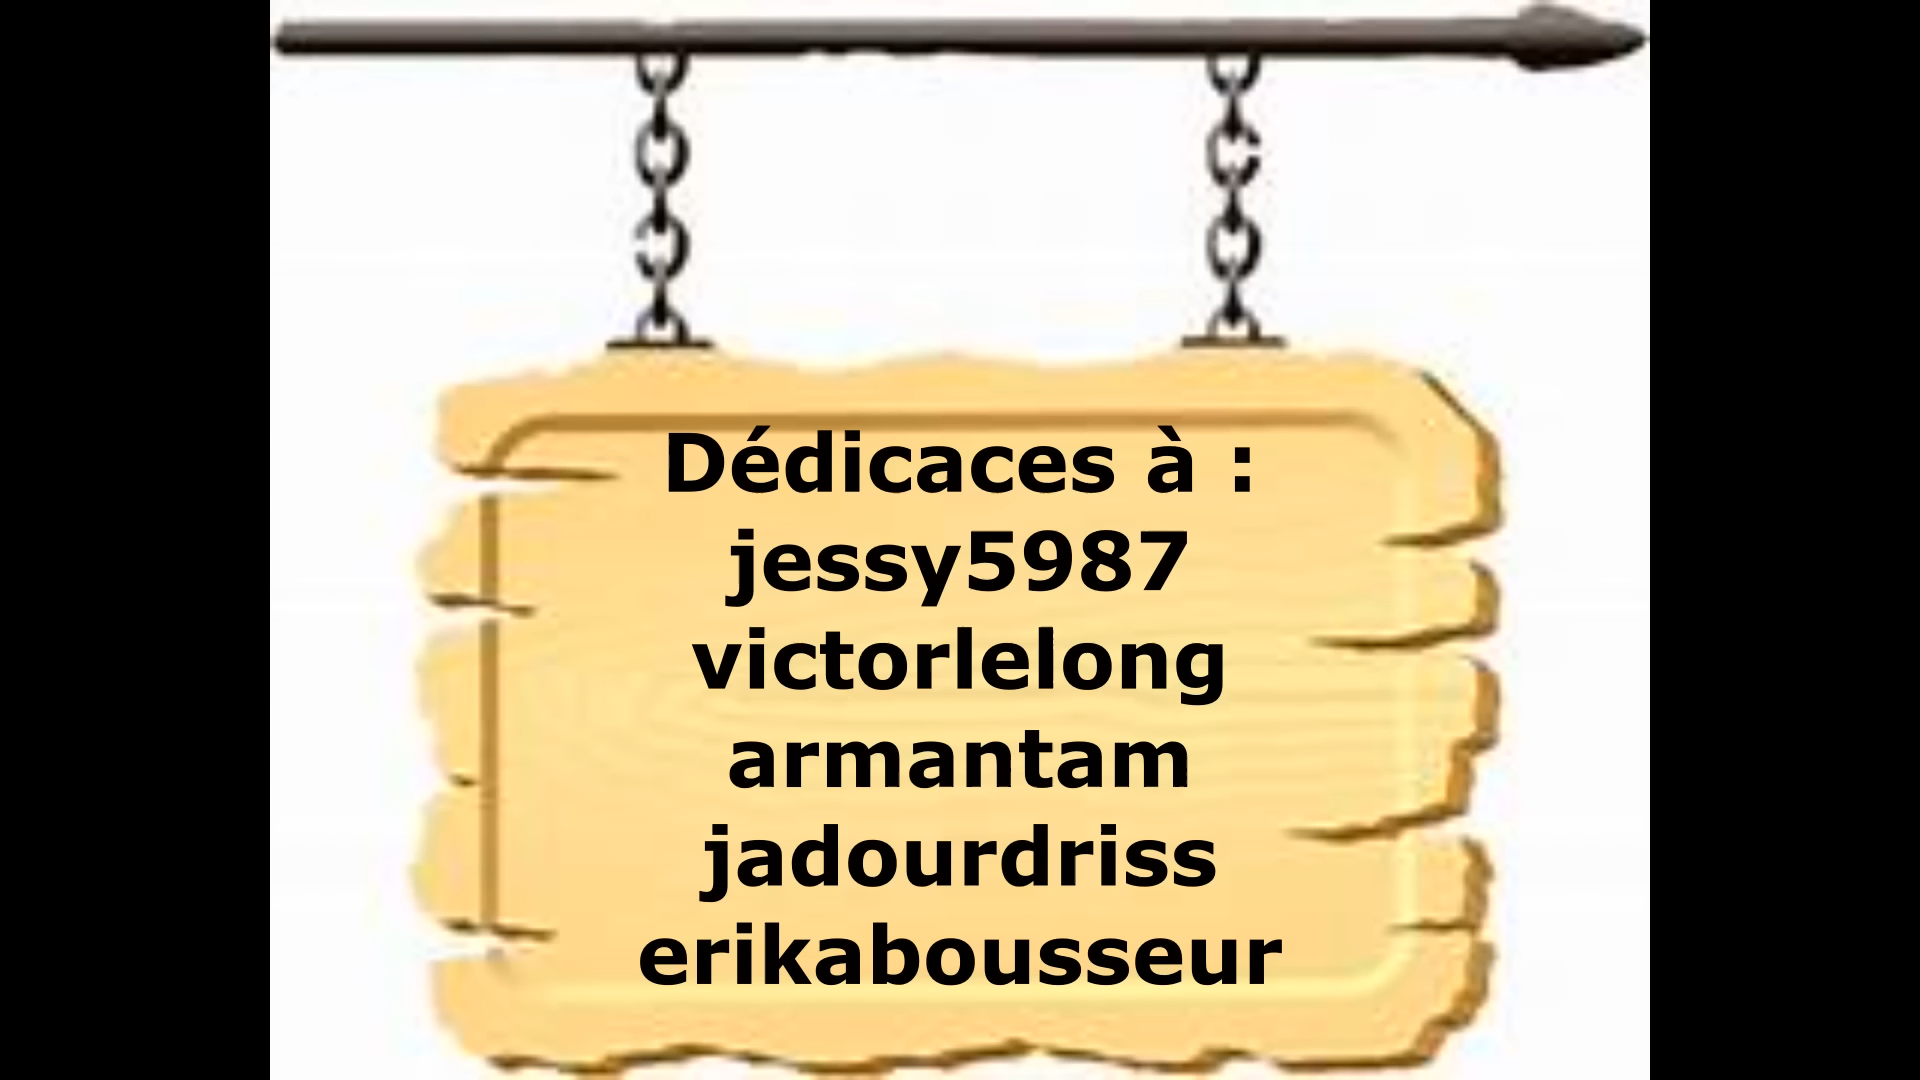 Dédicaces à :
jessy5987
victorlelong
armantam
jadourdriss
erikabousseur